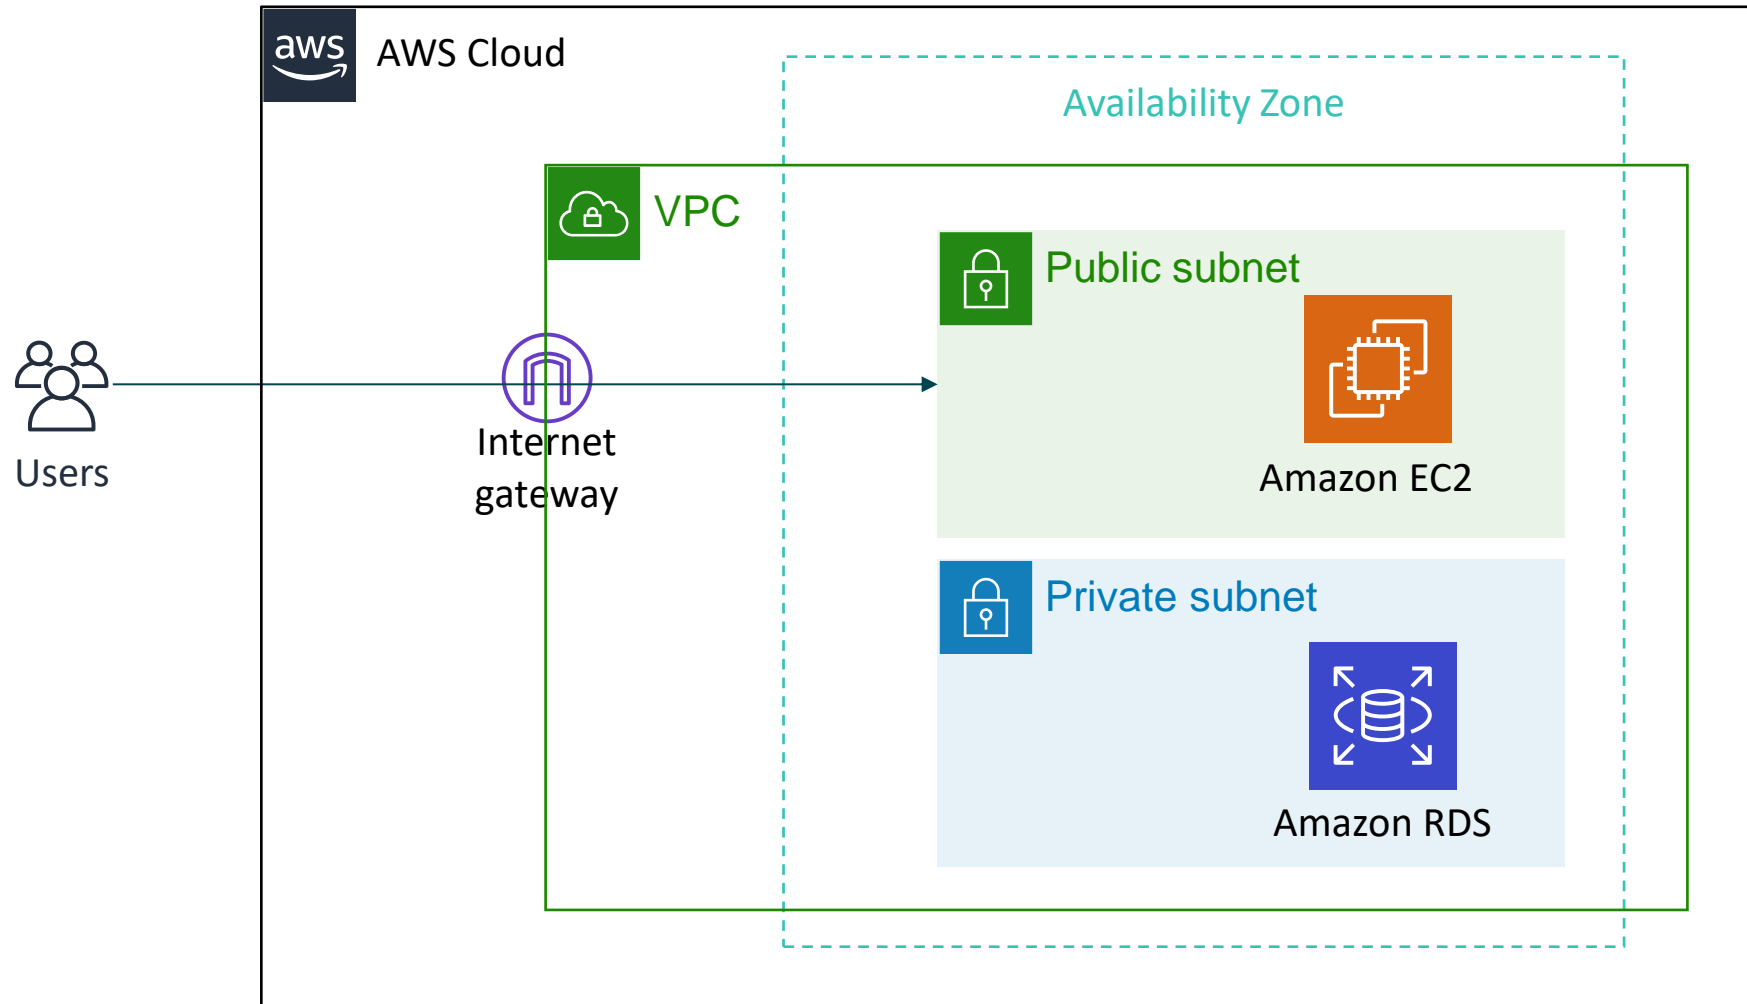 aws
AWS Cloud
Availability Zone
VPC
Public subnet
Amazon EC2
Users
Internet
gateway
Private subnet
Amazon RDS